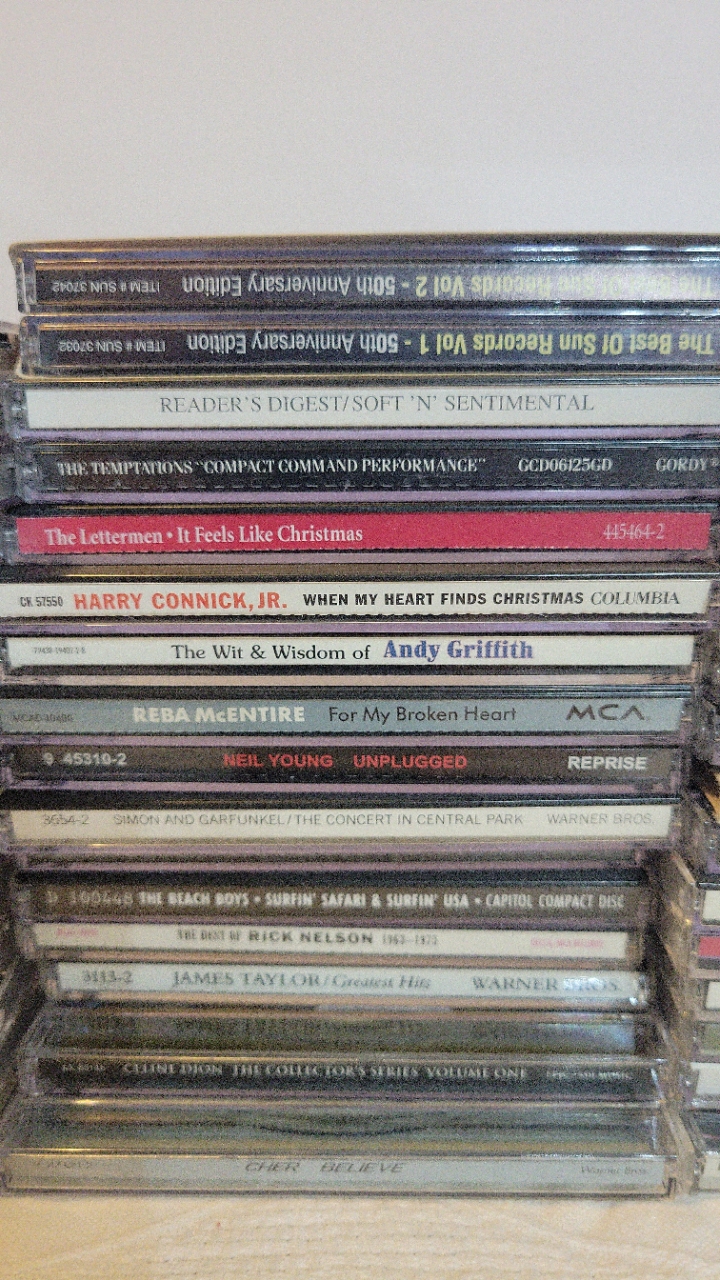 The Best Of Sun Records Vol 2 - 50th Anniversary Edition ITEM # SUN 37042
The Best Of Sun Records Vol 1 - 50th Anniversary Edition ITEM # SUN 37032
READER'S DIGEST/SOFT 'N' SENTIMENTAL
THE TEMPTATIONS "COMPACT COMMAND PERFORMANCE" GCD06125GD GORDY
The Lettermen • It Feels Like Christmas 445464-2
CK 57550 HARRY CONNICK, JR. WHEN MY HEART FINDS CHRISTMAS COLUMBIA
The Wit & Wisdom of Andy Griffith
REBA McENTIRE For My Broken Heart MCA
9 45310-2 NEIL YOUNG UNPLUGGED REPRISE
3654-2 SIMON AND GARFUNKEL/THE CONCERT IN CENTRAL PARK WARNER BROS.
THE BEACH BOYS • SURFIN' SAFARI & SURFIN' USA • CAPITOL COMPACT DISC
THE BEST OF RICK NELSON 1963-1975
3113-2 JAMES TAYLOR/Greatest Hits WARNER BROS.
CELINE DION THE COLLECTOR'S SERIES VOLUME ONE
CHER BELIEVE Warner Bros.